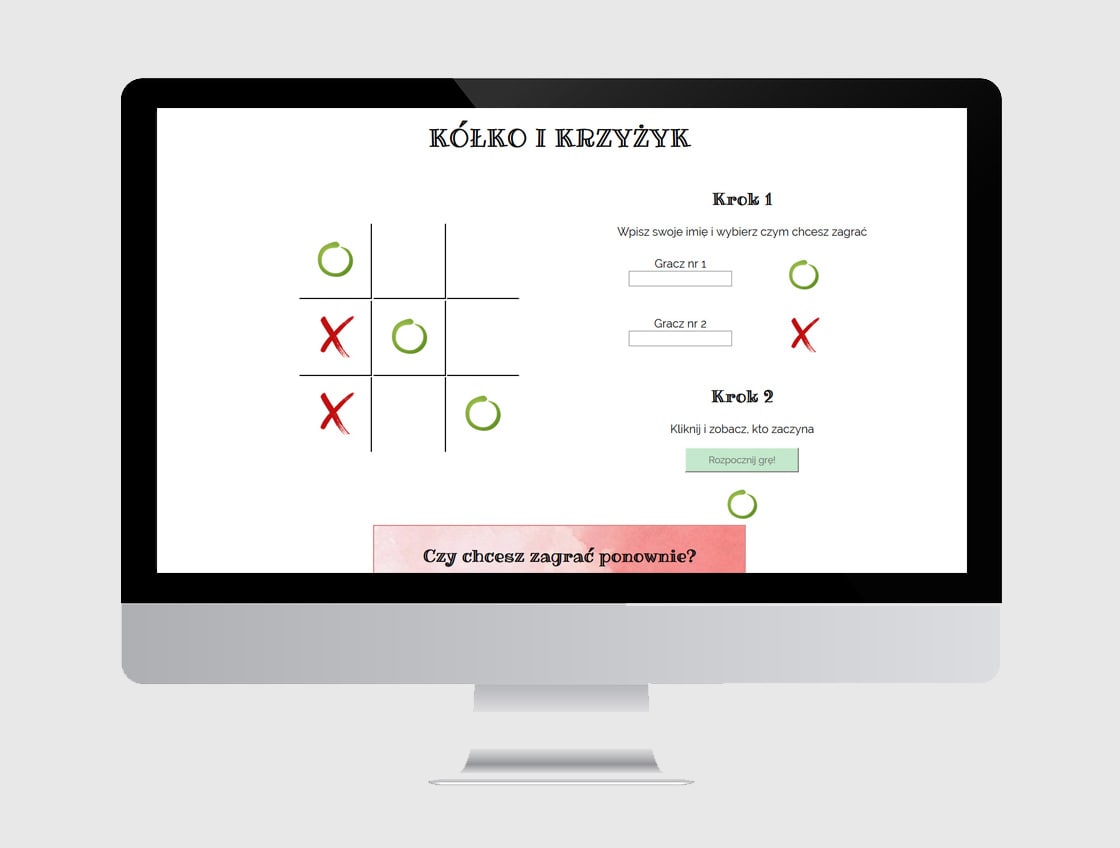 KÓŁKO I KRZYŻYK
Krok 1
Wpisz swoje imię i wybierz czym chcesz zagrać
Gracz nr 1
Gracz nr 2
Krok 2
Kliknij i zobacz, kto zaczyna
Rozpocznij grę!
Czy chcesz zagrać ponownie?